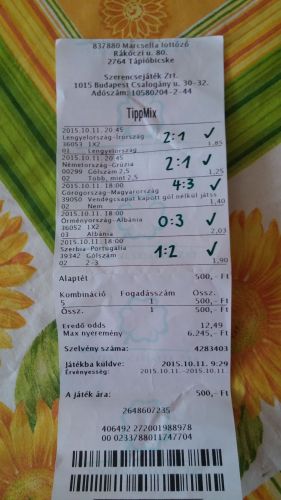 837880 Marcsella lottózó
Rákóczi u. 80.
2764 Tápióbicske
Szerencsejáték Zrt.
1015 Budapest Csalogány u. 30-32.
Adószám: 10580204-2-44
TippMix
2015.10.11. 20:45
Lengyelország-Írország 2:1 ✓
36053 1X2 1,85
01 Lengyelország
2015.10.11. 20:45
Németország-Grúzia 2:1 ✓
00299 Gólszám 2,5 1,25
02 Több, mint 2,5
2015.10.11. 18:00 4:3 ✓
Görögország-Magyarország
39050 Vendégcsapat kapott gól nélkül játss
02 Nem 1,40
2015.10.11. 18:00
Örményország-Albánia 0:3 ✓
36052 1X2
03 Albánia 2,03
2015.10.11. 18:00
Szerbia-Portugália 1:2 ✓
39142 Gólszám
02 2-3 1,90
Alaptét 500,-Ft
Kombináció Fogadásszám Össz.
5 1 500,-Ft
Össz. 1 500,-Ft
Eredő odds 12,49
Max nyeremény 6.245,-Ft
Szelvény száma: 4283403
Játékba küldve: 2015.10.11. 9:29
Érvényesség: 2015.10.11.-2015.10.11.
A játék ára: 500,-Ft
2648607235
406492 272001988978
00 0233788011747704